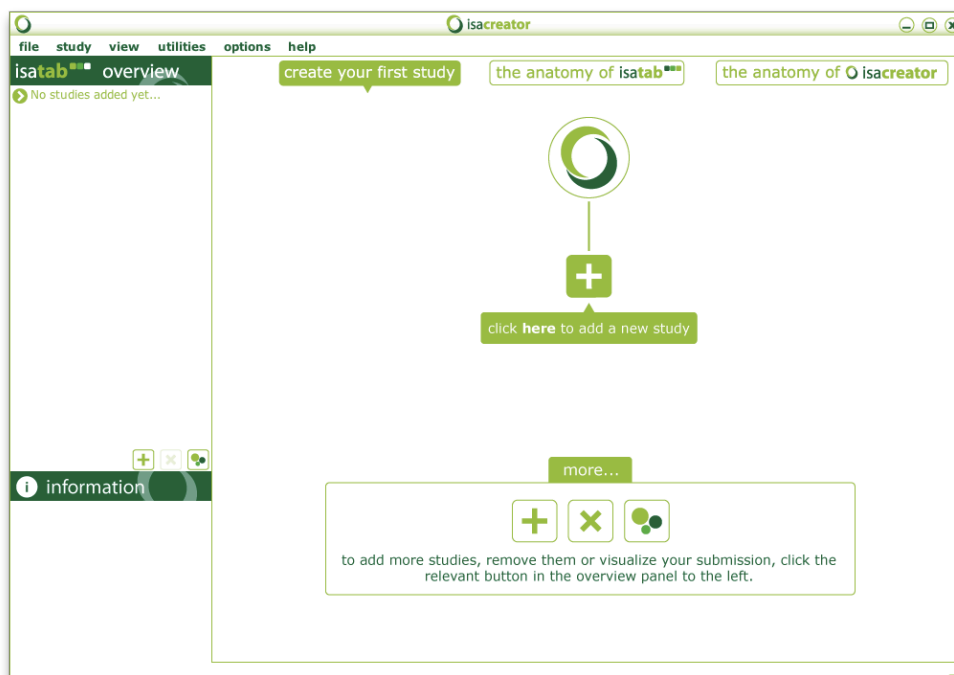 isacreator
file study view utilities options help
isatab overview
create your first study
the anatomy of isatab
the anatomy of isacreator
No studies added yet...
click here to add a new study
i information
more...
to add more studies, remove them or visualize your submission, click the
relevant button in the overview panel to the left.